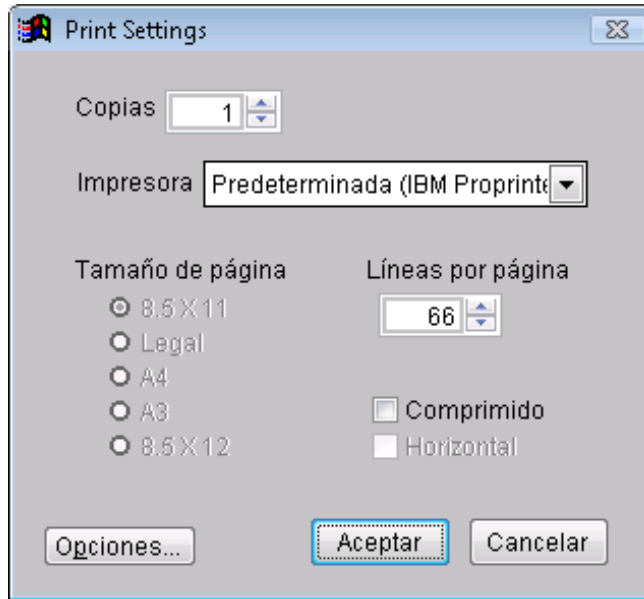 Print Settings
Copias 1
Impresora Predeterminada (IBM Proprinte
Tamaño de página
8.5 X 11
Legal
A4
A3
8.5 X 12
Líneas por página
66
Comprimido
Horizontal
Opciones...
Aceptar
Cancelar